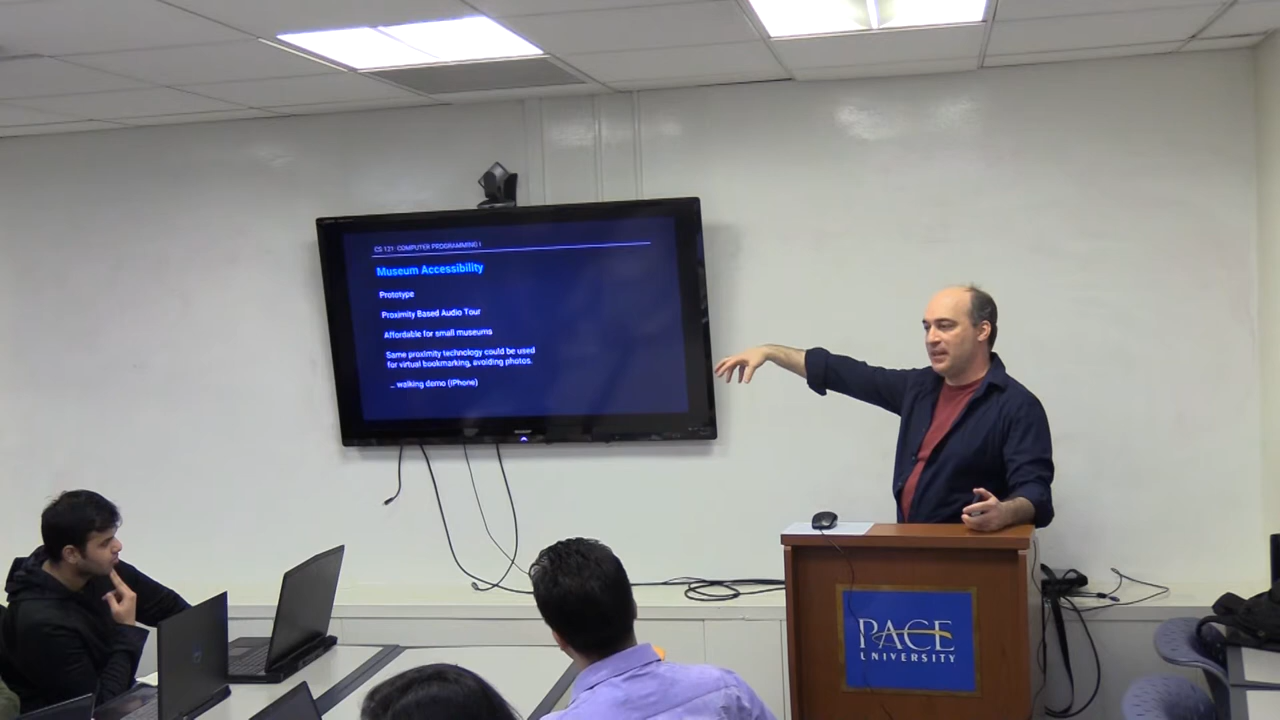 CS 121 COMPUTER PROGRAMMING I
Museum Accessibility
Prototype
Proximity Based Audio Tour
Affordable for small museums
Same proximity technology could be used
for virtual bookmarking, avoiding photos.
... walking demo (iPhone)
SHARP
PACE
UNIVERSITY